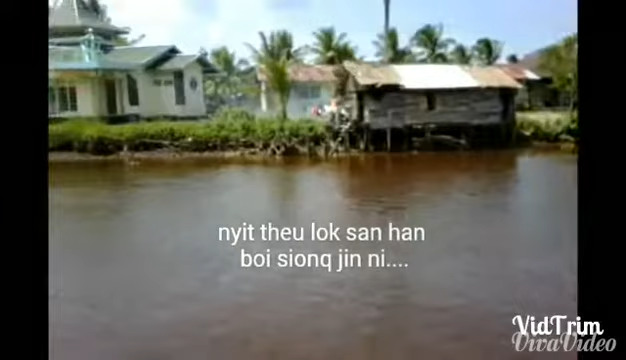 nyit theu lok san han
boi sionq jin ni....
VidTrim
VivaVideo